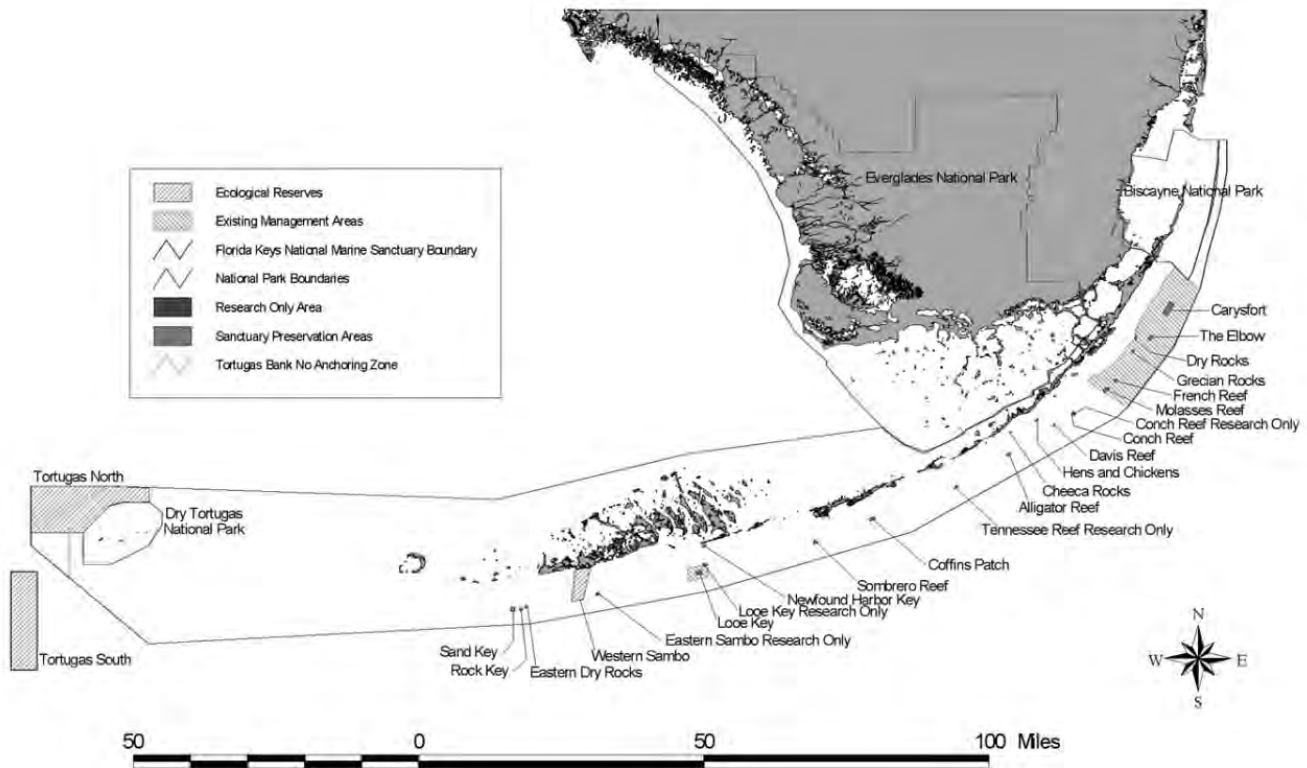 Ecological Reserves
Existing Management Areas
Florida Keys National Marine Sanctuary Boundary
National Park Boundaries
Research Only Area
Sanctuary Preservation Areas
Tortugas Bank No Anchoring Zone
Everglades National Park
Biscayne National Park
Carysfort
The Elbow
Dry Rocks
Grecian Rocks
French Reef
Molasses Reef
Conch Reef Research Only
Conch Reef
Davis Reef
Hens and Chickens
Cheeca Rocks
Alligator Reef
Tennessee Reef Research Only
Coffins Patch
Sombrero Reef
Newfound Harbor Key
Looe Key Research Only
Looe Key
Eastern Sambo Research Only
Western Sambo
Eastern Dry Rocks
Rock Key
Sand Key
Tortugas North
Dry Tortugas
National Park
Tortugas South
N
W E
S
50 0 50 100 Miles